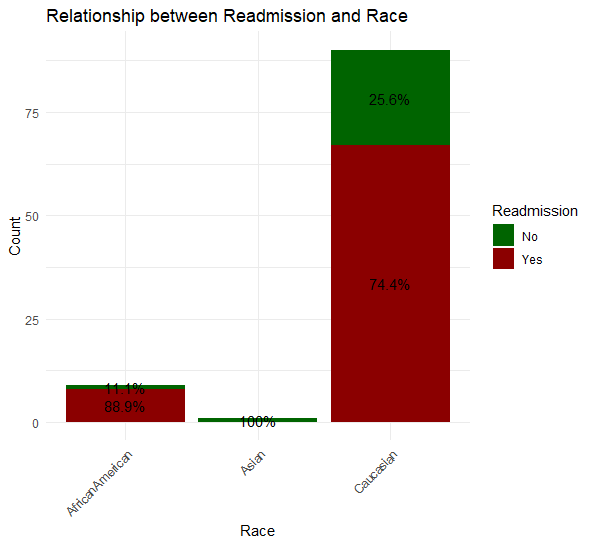 Relationship between Readmission and Race
Count
75
50
25
0
25.6%
74.4%
11.1%
88.9%
100%
AfricanAmerican
Asian
Caucasian
Race
Readmission
No
Yes